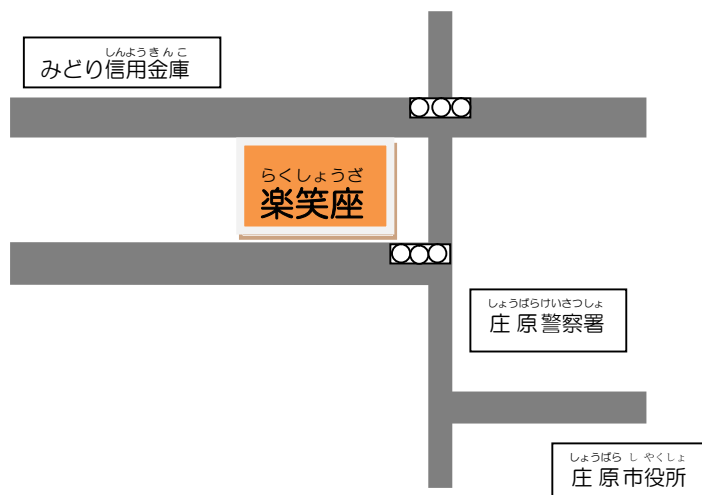 しんようきんこ
みどり信用金庫
らくしょうざ
楽笑座
しょうばらけいさつしょ
庄原警察署
しょうばら し やくしょ
庄原市役所